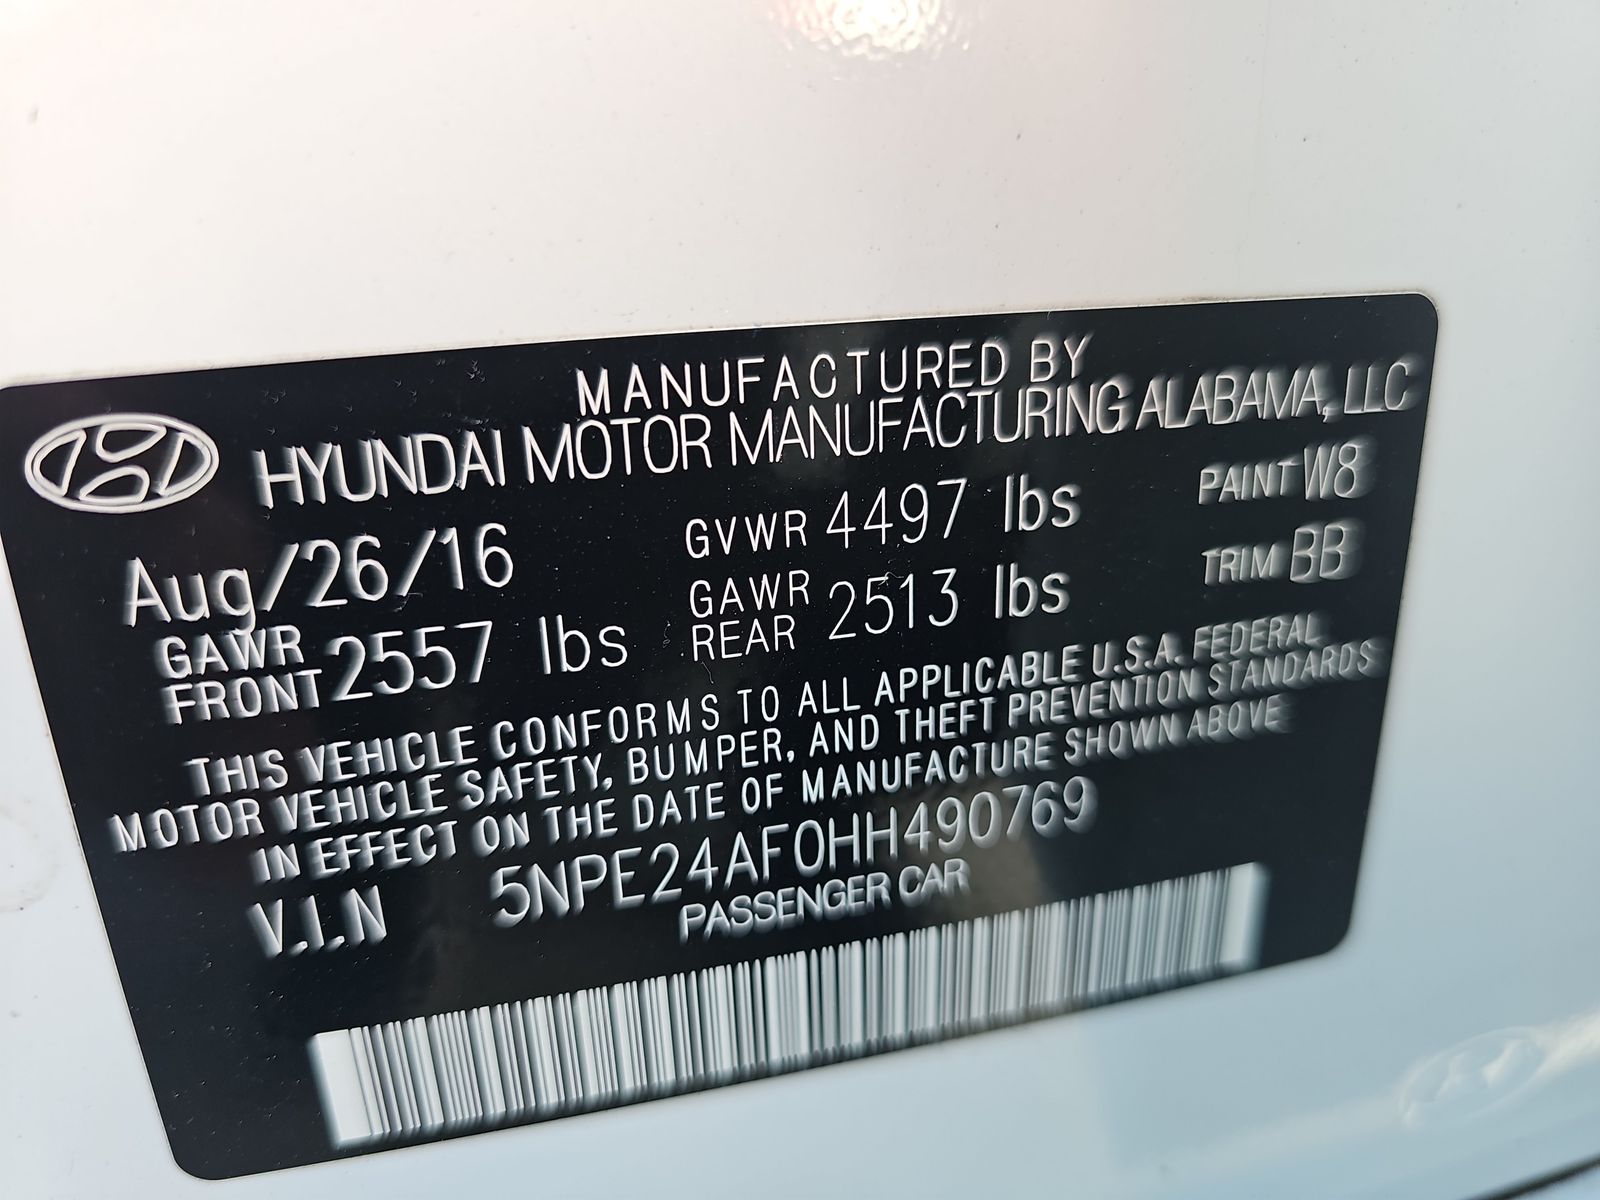 MANUFACTURED BY
HYUNDAI MOTOR MANUFACTURING ALABAMA, LLC
Aug/26/16 GVWR 4497 lbs PAINT W8
GAWR FRONT 2557 lbs GAWR REAR 2513 lbs TRIM BB
THIS VEHICLE CONFORMS TO ALL APPLICABLE U.S.A. FEDERAL
MOTOR VEHICLE SAFETY, BUMPER, AND THEFT PREVENTION STANDARDS
IN EFFECT ON THE DATE OF MANUFACTURE SHOWN ABOVE
V.I.N 5NPE24AF0HH490769
PASSENGER CAR